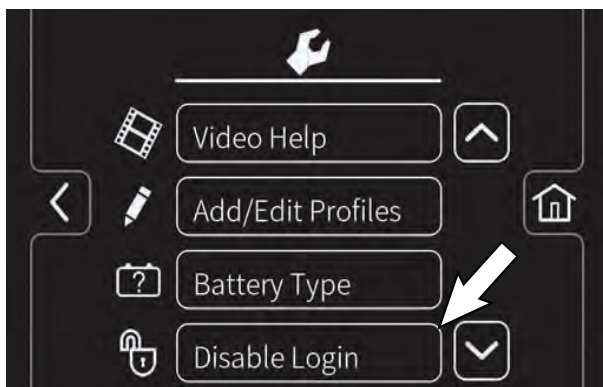 Video Help
Add/Edit Profiles
?
Battery Type
Disable Login